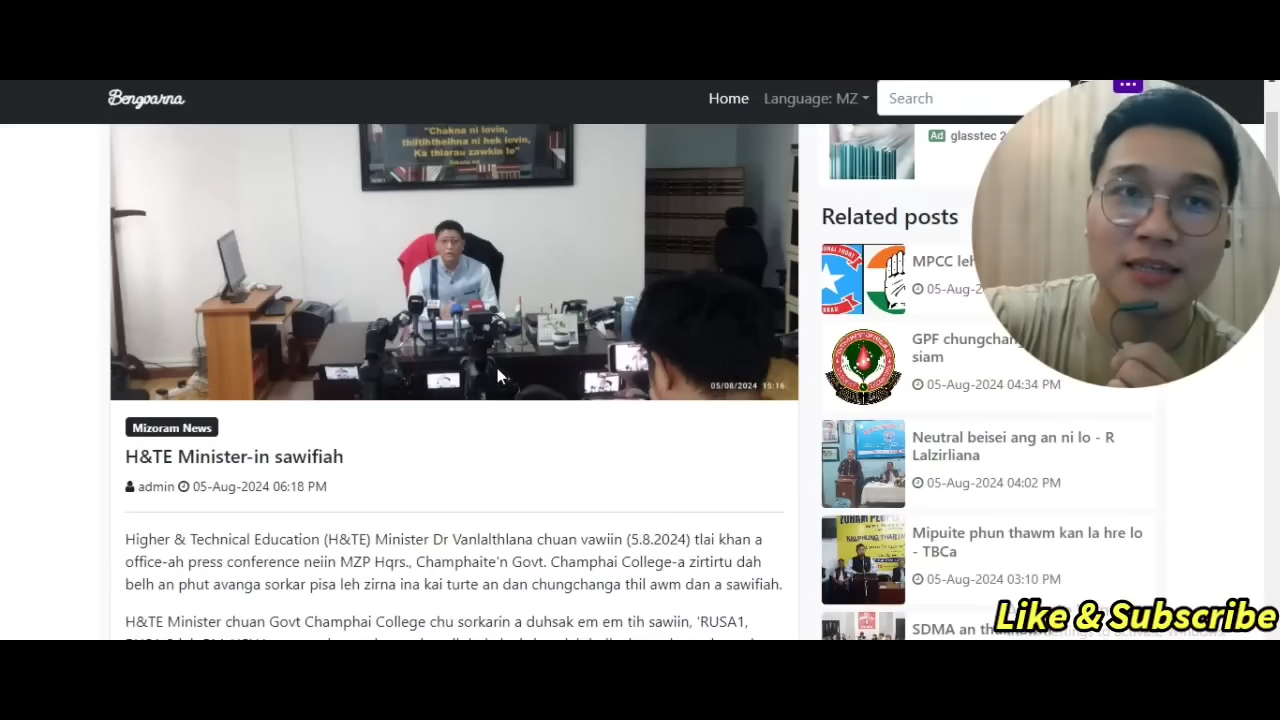 Bengvarna
Home
Language: MZ
Search
"Chakna ni lovin,
thiltihtheihna ni hek lovin,
Ka thiarau zawkin le"
05/08/2024 15:16
Mizoram News
H&TE Minister-in sawifiah
admin 05-Aug-2024 06:18 PM
Higher & Technical Education (H&TE) Minister Dr Vanlalthlana chuan vawiin (5.8.2024) tlai khan a
office-ah press conference neiin MZP Hqrs., Champhaite'n Govt. Champhai College-a zirtirtu dah
belh an phut avanga sorkar pisa leh zirna ina kai turte an dan chungchanga thil awm dan a sawifiah.
H&TE Minister chuan Govt Champhai College chu sorkarin a duhsak em em tih sawiin, 'RUSA1,
Ad glasstec 2
Related posts
MPCC leh
05-Aug-2
GPF chungchang
siam
05-Aug-2024 04:34 PM
Neutral beisei ang an ni lo - R
Lalzirliana
05-Aug-2024 04:02 PM
Mipuite phun thawm kan la hre lo
- TBCa
05-Aug-2024 03:10 PM
SDMA an
Like & Subscribe